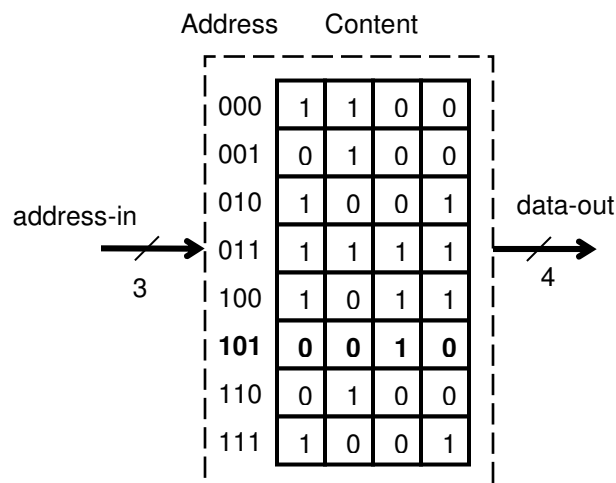 Address Content
000 1 1 0 0
001 0 1 0 0
010 1 0 0 1
address-in data-out
011 1 1 1 1
3 4
100 1 0 1 1
101 0 0 1 0
110 0 1 0 0
111 1 0 0 1